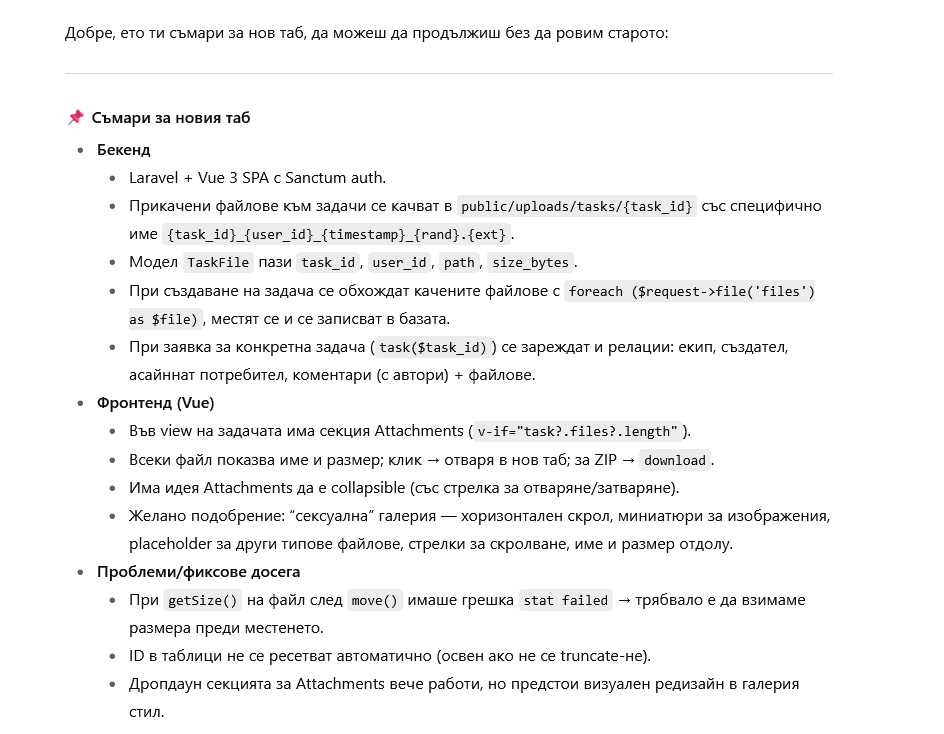 Добре, ето ти съмари за нов таб, да можеш да продължиш без да ровим старото:
📌 Съмари за новия таб
• Бекенд
• Laravel + Vue 3 SPA с Sanctum auth.
• Прикачени файлове към задачи се качват в public/uploads/tasks/{task_id} със специфично
име {task_id}_{user_id}_{timestamp}_{rand}.{ext}.
• Модел TaskFile пази task_id, user_id, path, size_bytes.
• При създаване на задача се обхождат качените файлове с foreach ($request->file('files')
as $file), местят се и се записват в базата.
• При заявка за конкретна задача (task($task_id)) се зареждат и релации: екип, създател,
асайннат потребител, коментари (с автори) + файлове.
• Фронтенд (Vue)
• Във view на задачата има секция Attachments (v-if="task?.files?.length").
• Всеки файл показва име и размер; клик → отваря в нов таб; за ZIP → download.
• Има идея Attachments да е collapsible (със стрелка за отваряне/затваряне).
• Желано подобрение: “сексуална” галерия — хоризонтален скрол, миниатюри за изображения,
placeholder за други типове файлове, стрелки за скролване, име и размер отдолу.
• Проблеми/фиксове досега
• При getSize() на файл след move() имаше грешка stat failed → трябвало е да взимаме
размера преди местенето.
• ID в таблици не се ресетват автоматично (освен ако не се truncate-не).
• Дропдаун секцията за Attachments вече работи, но предстои визуален редизайн в галерия
стил.